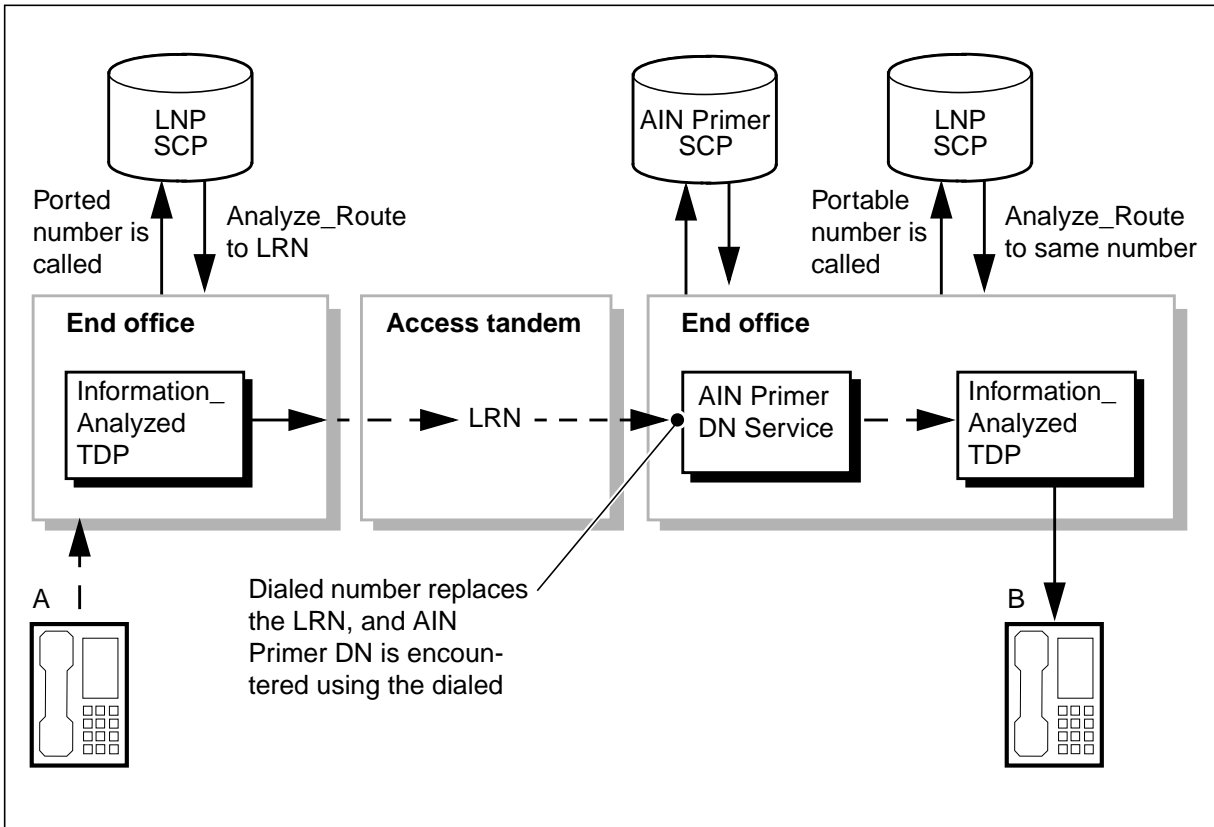 LNP
SCP
AIN Primer
SCP
LNP
SCP
Ported
number is
called
Analyze_Route
to LRN
Portable
number is
called
Analyze_Route
to same number
End office
Access tandem
End office
Information_
Analyzed
TDP
LRN
AIN Primer
DN Service
Information_
Analyzed
TDP
Dialed number replaces
the LRN, and AIN
Primer DN is encoun-
tered using the dialed
A
B